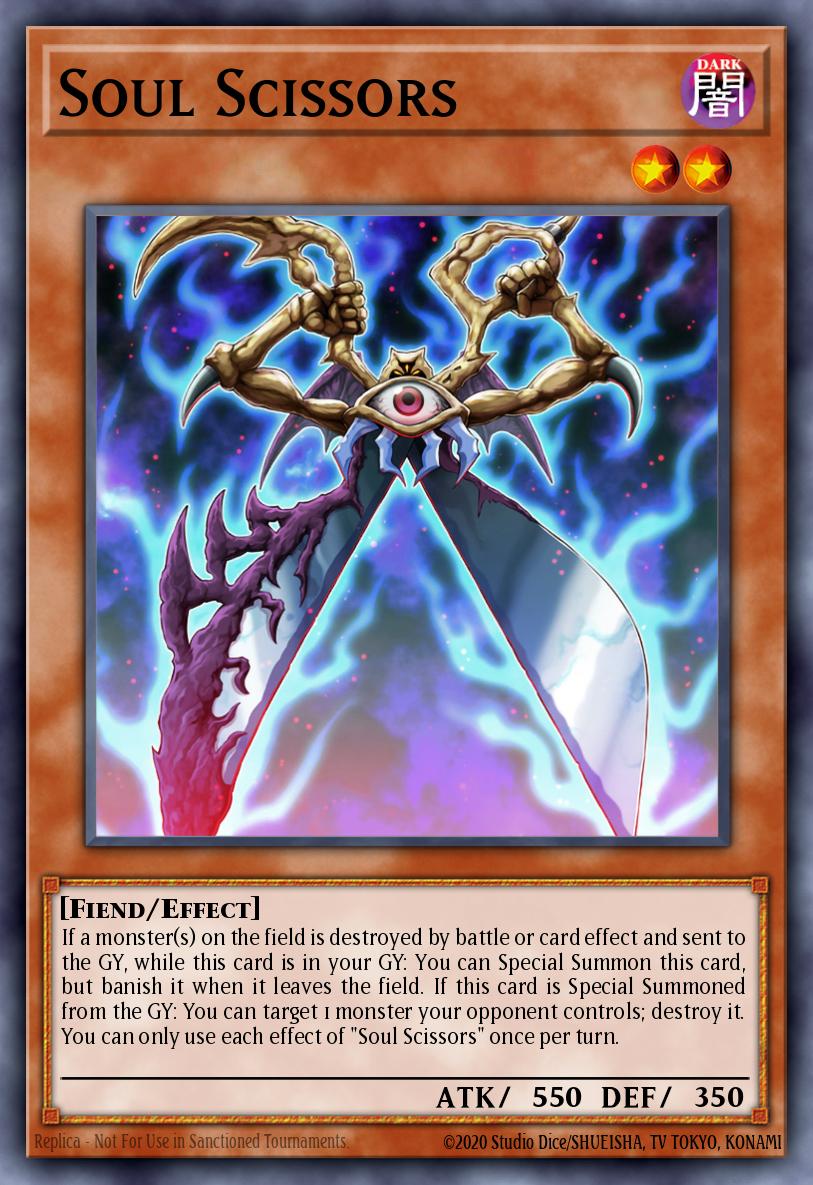 Soul Scissors
DARK
闇
[Fiend/Effect]
If a monster(s) on the field is destroyed by battle or card effect and sent to
the GY, while this card is in your GY: You can Special Summon this card,
but banish it when it leaves the field. If this card is Special Summoned
from the GY: You can target 1 monster your opponent controls; destroy it.
You can only use each effect of "Soul Scissors" once per turn.
ATK/ 550 DEF/ 350
Replica - Not For Use in Sanctioned Tournaments.
©2020 Studio Dice/SHUEISHA, TV TOKYO, KONAMI